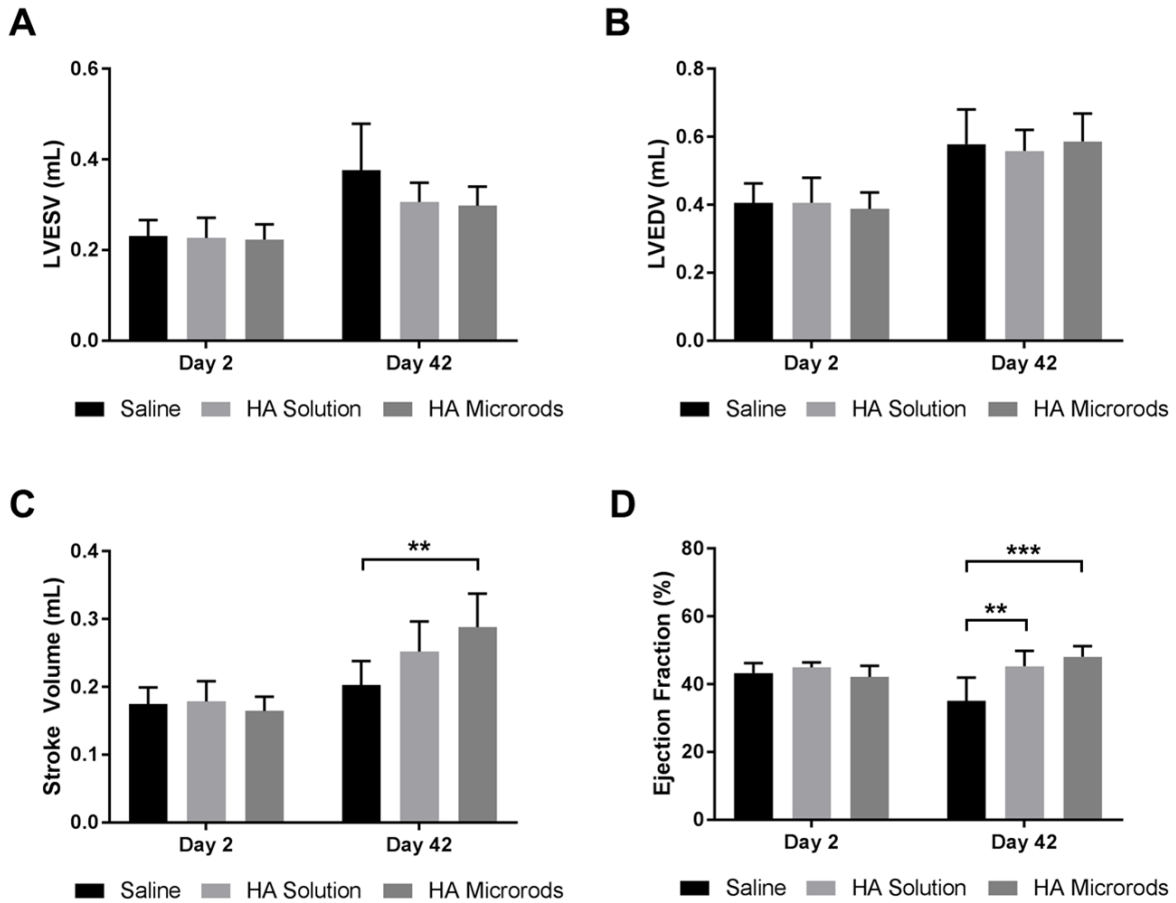 A
LVESV (mL)
0.6
0.4
0.2
0.0
Day 2
Day 42
Saline HA Solution HA Microrods
B
LVEDV (mL)
0.8
0.6
0.4
0.2
0.0
Day 2
Day 42
Saline HA Solution HA Microrods
C
Stroke Volume (mL)
0.4
0.3
0.2
0.1
0.0
**
Day 2
Day 42
Saline HA Solution HA Microrods
D
Ejection Fraction (%)
80
60
40
20
0
***
**
Day 2
Day 42
Saline HA Solution HA Microrods